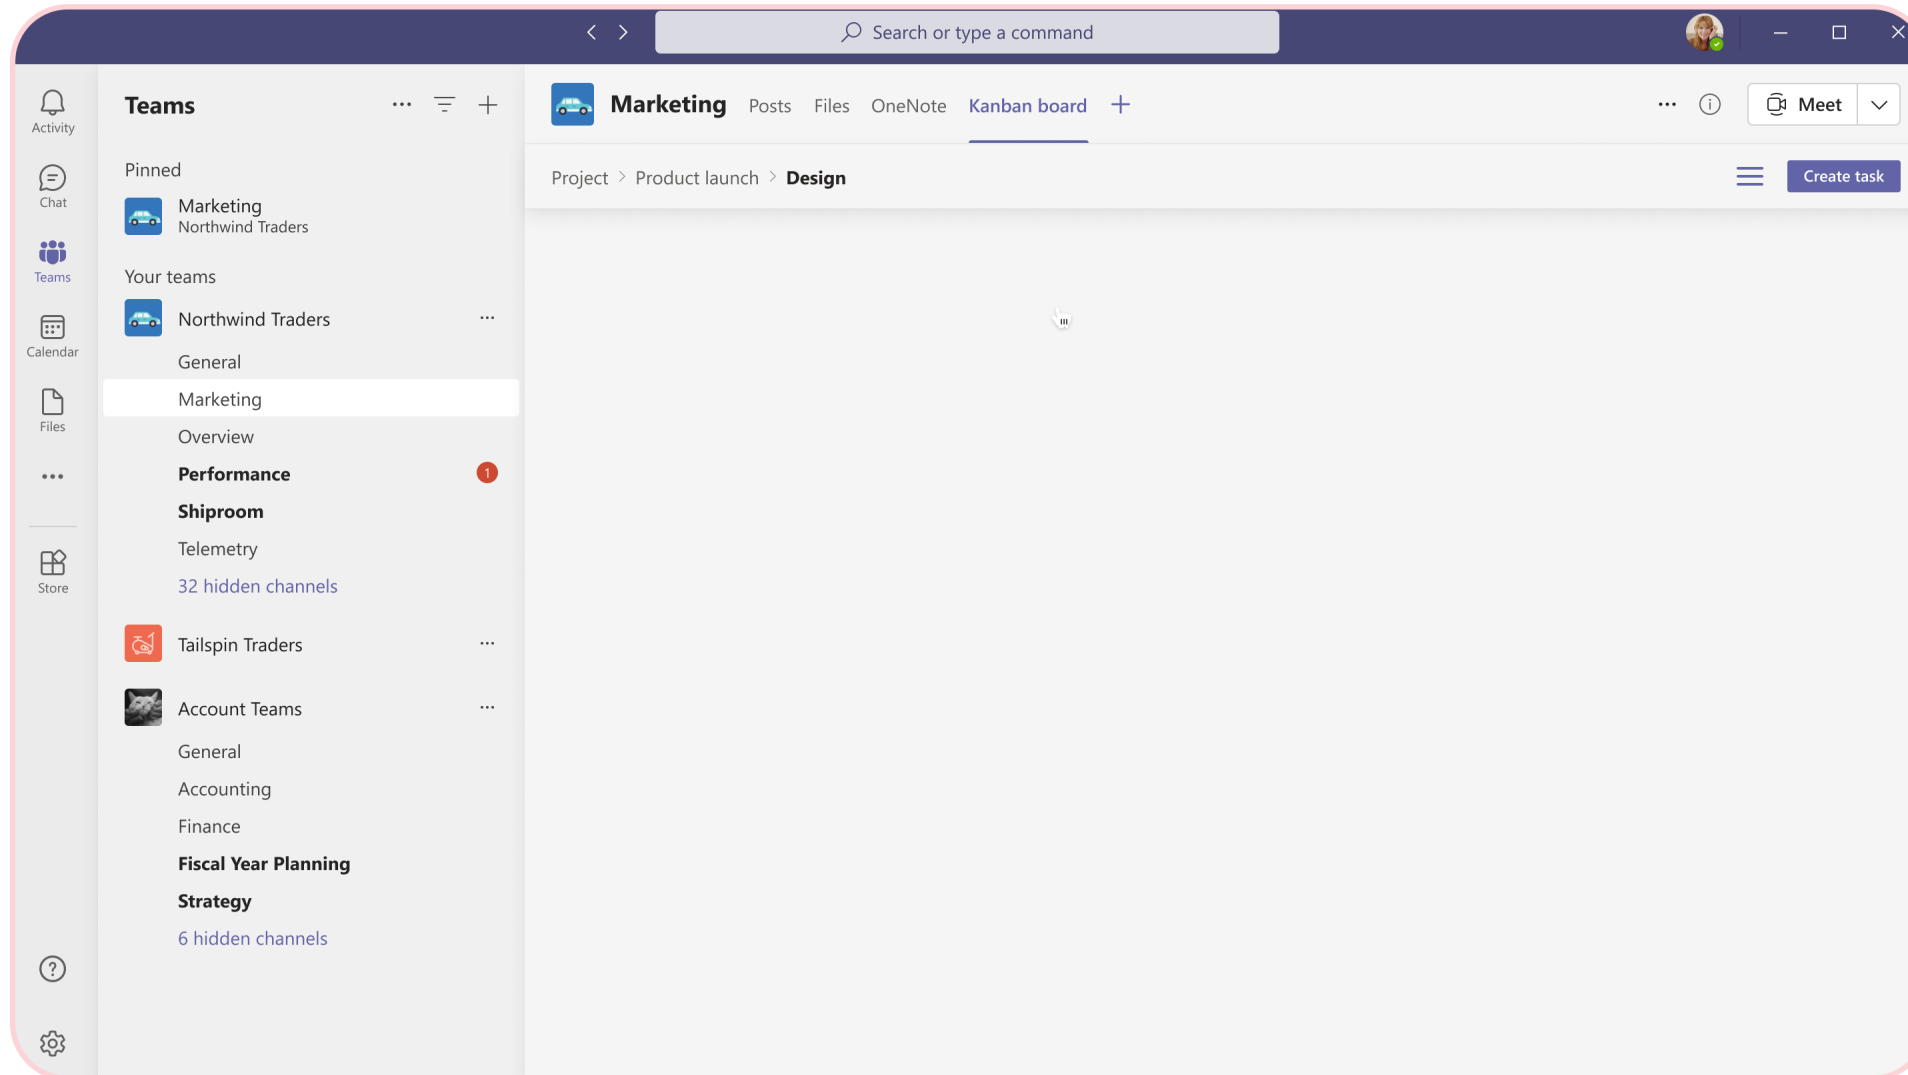 Search or type a command
Activity
Chat
Teams
Calendar
Files
Store
Teams
Pinned
Marketing
Northwind Traders
Your teams
Northwind Traders
General
Marketing
Overview
Performance 1
Shiproom
Telemetry
32 hidden channels
Tailspin Traders
Account Teams
General
Accounting
Finance
Fiscal Year Planning
Strategy
6 hidden channels
Marketing Posts Files OneNote Kanban board Meet
Project > Product launch > Design Create task